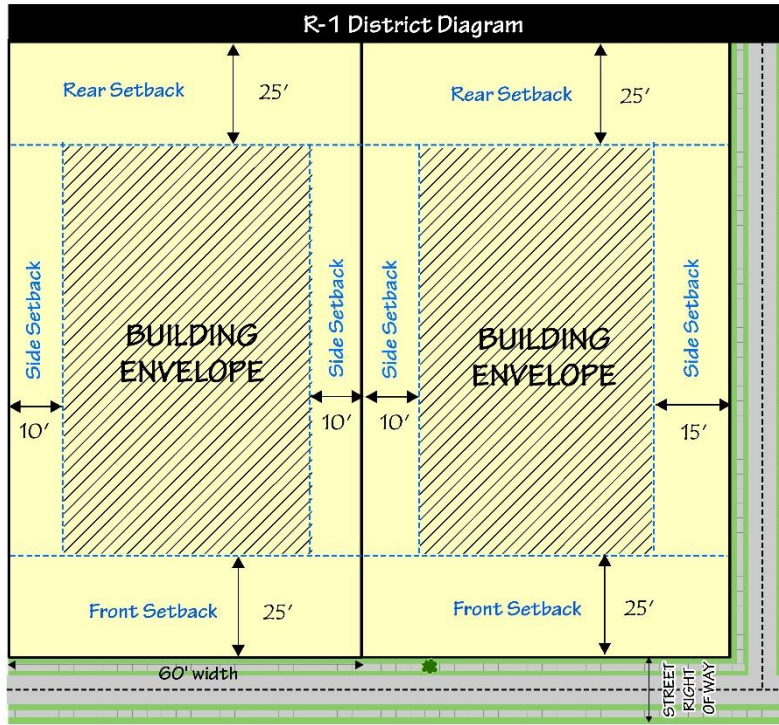 R-1 District Diagram
Rear Setback
25'
Rear Setback
25'
Side Setback
BUILDING
ENVELOPE
Side Setback
Side Setback
BUILDING
ENVELOPE
Side Setback
10'
10'
10'
15'
Front Setback
25'
Front Setback
25'
60' width
STREET
RIGHT-
OF WAY